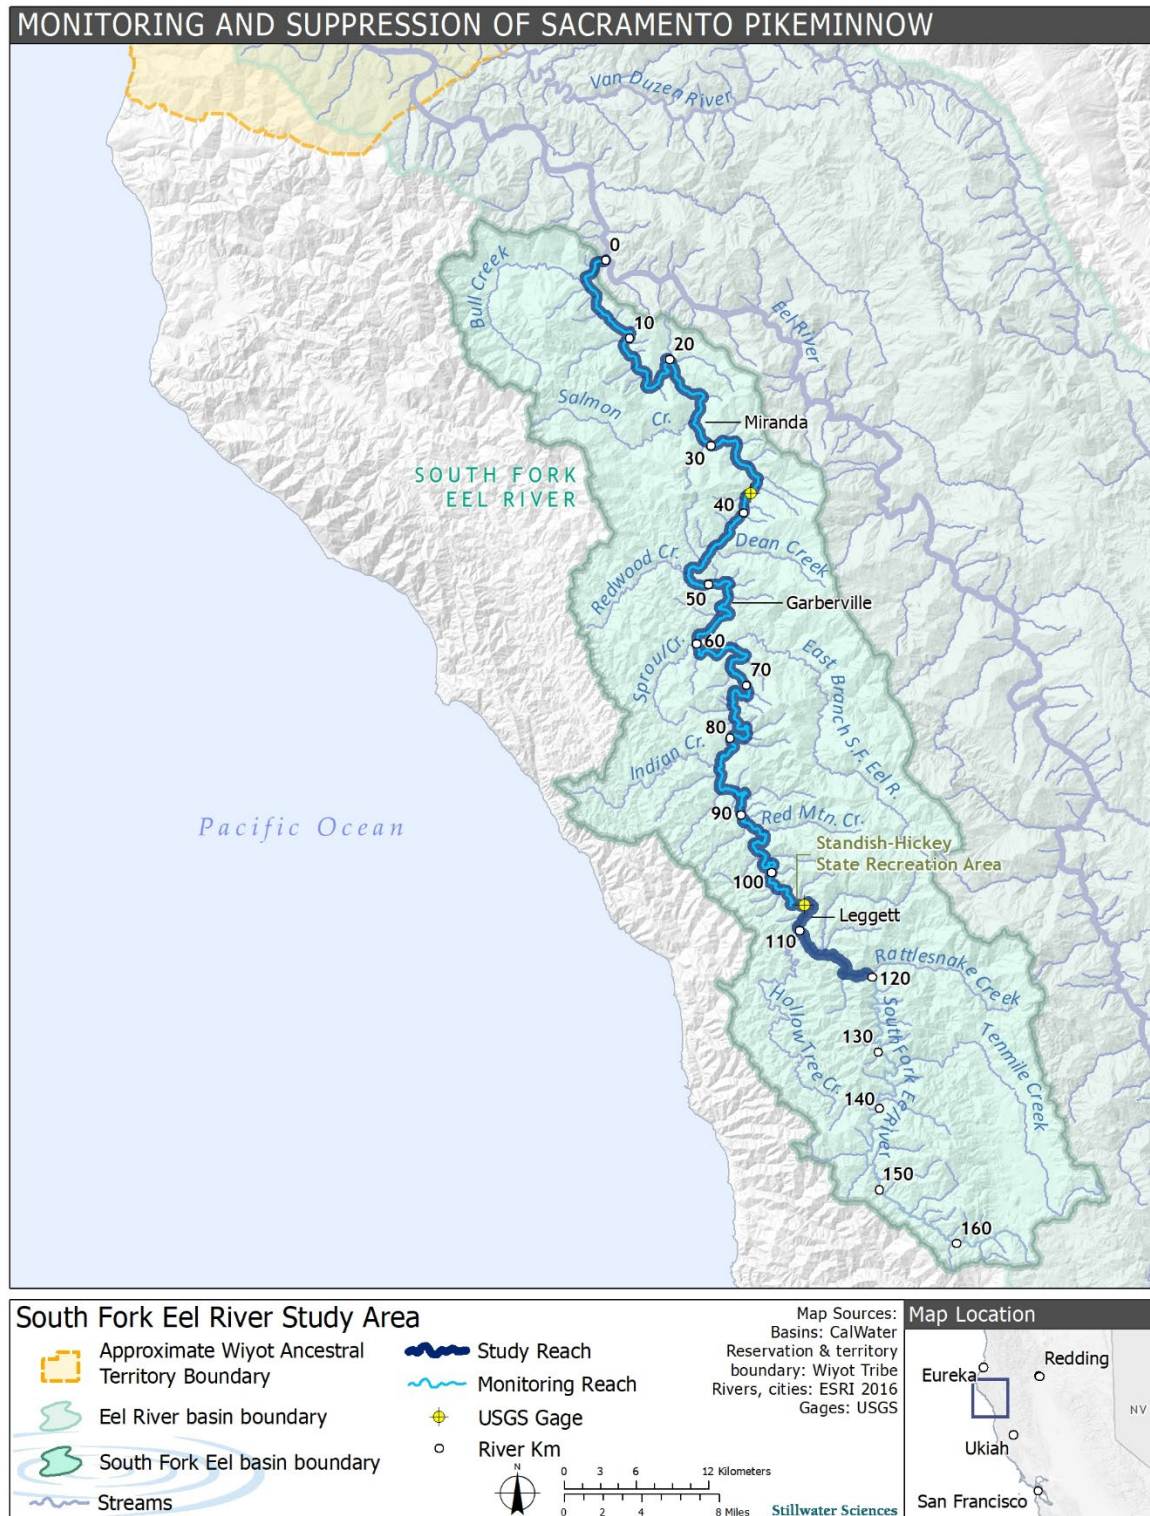 MONITORING AND SUPPRESSION OF SACRAMENTO PIKEMINNOW
Van Duzen River
0
Bull Creek
10
20
Eel River
Salmon Cr.
Miranda
30
SOUTH FORK
EEL RIVER
40
Dean Creek
Redwood Cr.
50
Garberville
60
Sproul Cr.
East Branch S.F. Eel R.
70
80
Indian Cr.
90
Red Mtn. Cr.
Pacific Ocean
Standish-Hickey
State Recreation Area
100
Leggett
110
Rattlesnake Creek
120
Hollow Tree Cr.
South Fork Eel River
130
Tenmile Creek
140
150
160
South Fork Eel River Study Area
Approximate Wiyot Ancestral
Territory Boundary
Eel River basin boundary
South Fork Eel basin boundary
Streams
Study Reach
Monitoring Reach
USGS Gage
River Km
N
0 3 6 12 Kilometers
0 2 4 8 Miles
Map Sources:
Basins: CalWater
Reservation & territory
boundary: Wiyot Tribe
Rivers, cities: ESRI 2016
Gages: USGS
Stillwater Sciences
Map Location
Eureka
Redding
NV
Ukiah
San Francisco